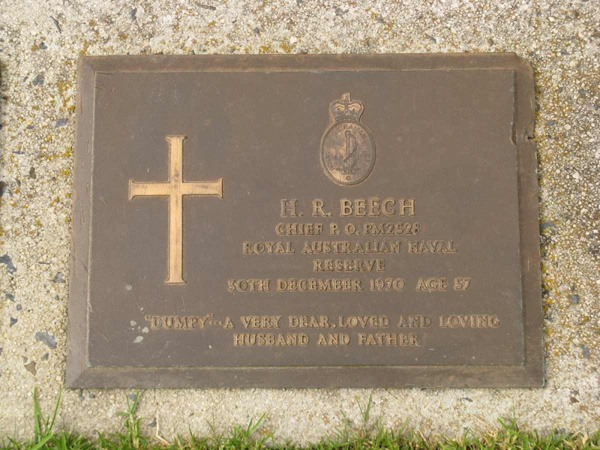 H. R. BEECH
CHIEF P. O. PM2528
ROYAL AUSTRALIAN NAVAL
RESERVE
30TH DECEMBER 1970 AGE 57
"DUMPY"-A VERY DEAR, LOVED AND LOVING
HUSBAND AND FATHER